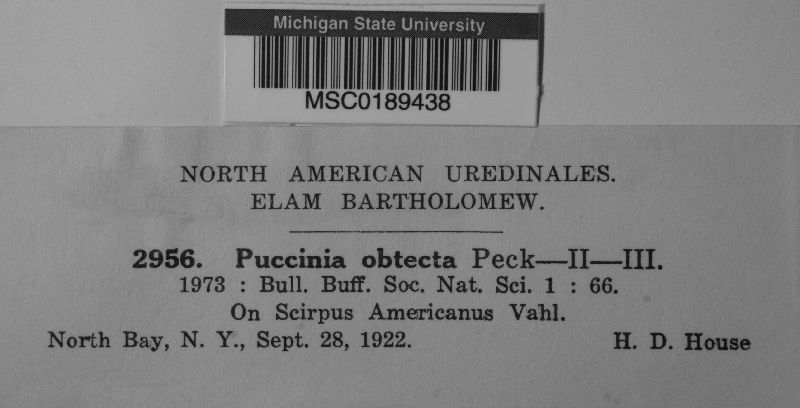 Michigan State University
MSC0189438
NORTH AMERICAN UREDINALES.
ELAM BARTHOLOMEW.
2956. Puccinia obtecta Peck—II—III.
1973 : Bull. Buff. Soc. Nat. Sci. 1 : 66.
On Scirpus Americanus Vahl.
North Bay, N. Y., Sept. 28, 1922. H. D. House